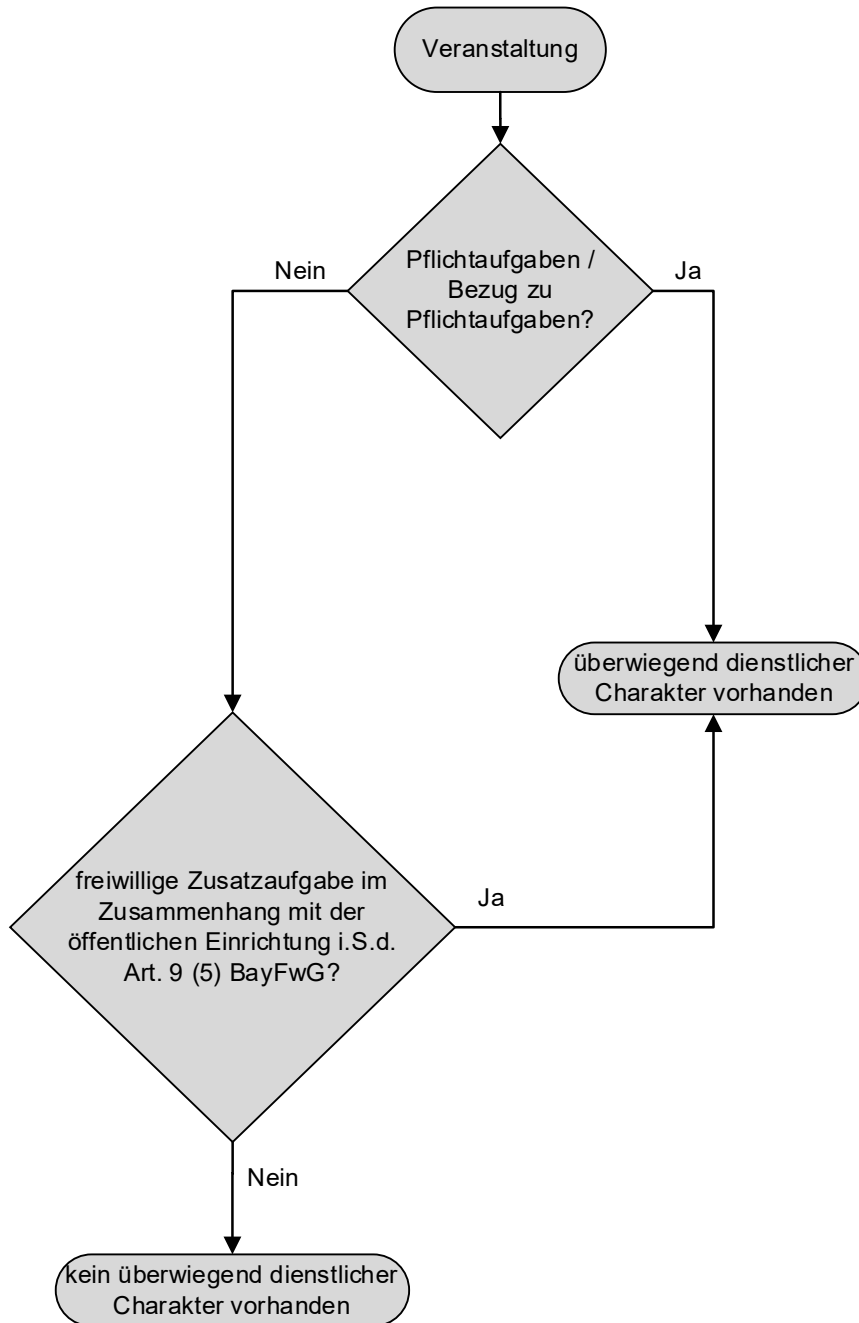 Veranstaltung
Pflichtaufgaben /
Bezug zu
Pflichtaufgaben?
Nein
Ja
überwiegend dienstlicher
Charakter vorhanden
freiwillige Zusatzaufgabe im
Zusammenhang mit der
öffentlichen Einrichtung i.S.d.
Art. 9 (5) BayFwG?
Ja
Nein
kein überwiegend dienstlicher
Charakter vorhanden